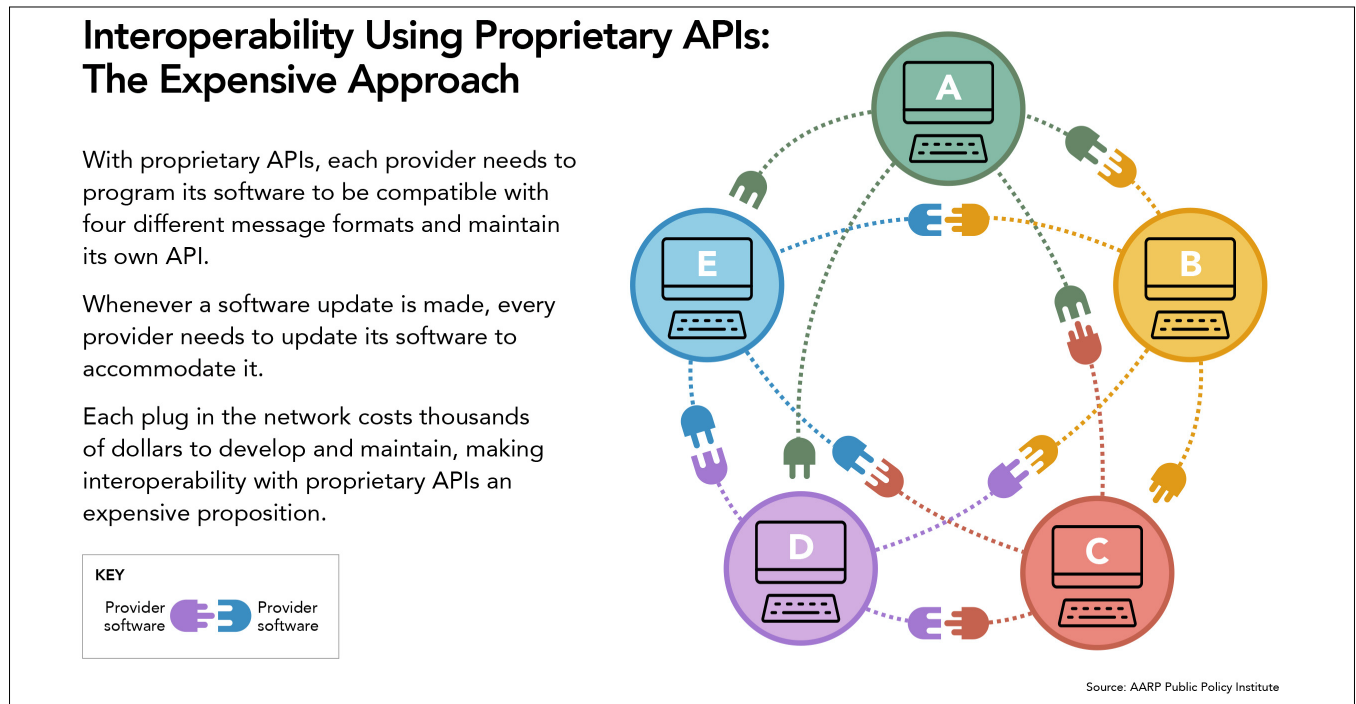 Interoperability Using Proprietary APIs:
The Expensive Approach
With proprietary APIs, each provider needs to
program its software to be compatible with
four different message formats and maintain
its own API.
Whenever a software update is made, every
provider needs to update its software to
accommodate it.
Each plug in the network costs thousands
of dollars to develop and maintain, making
interoperability with proprietary APIs an
expensive proposition.
KEY
Provider
software
Provider
software
A
E
B
D
C
Source: AARP Public Policy Institute